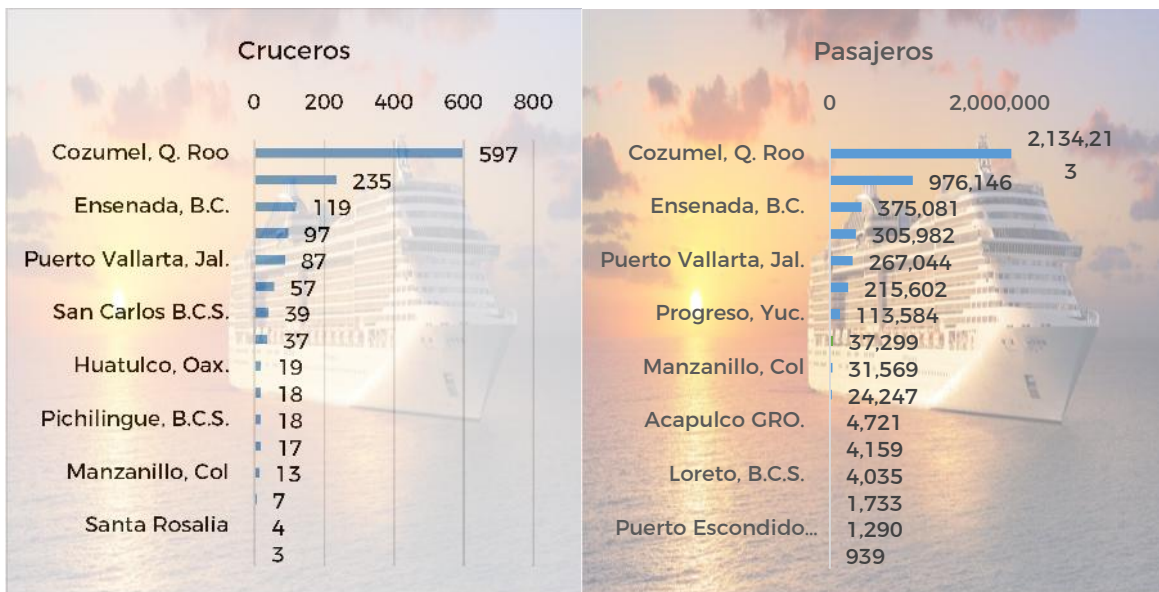 Cruceros
0 200 400 600 800
Cozumel, Q. Roo 597
235
Ensenada, B.C. 119
97
Puerto Vallarta, Jal. 87
57
San Carlos B.C.S. 39
37
Huatulco, Oax. 19
18
Pichilingue, B.C.S. 18
17
Manzanillo, Col 13
7
Santa Rosalia 4
3
Pasajeros
0 2,000,000
Cozumel, Q. Roo 2,134,21
3
976,146
Ensenada, B.C. 375,081
305,982
Puerto Vallarta, Jal. 267,044
215,602
Progreso, Yuc. 113,584
37,299
Manzanillo, Col 31,569
24,247
Acapulco GRO. 4,721
4,159
Loreto, B.C.S. 4,035
1,733
Puerto Escondido... 1,290
939